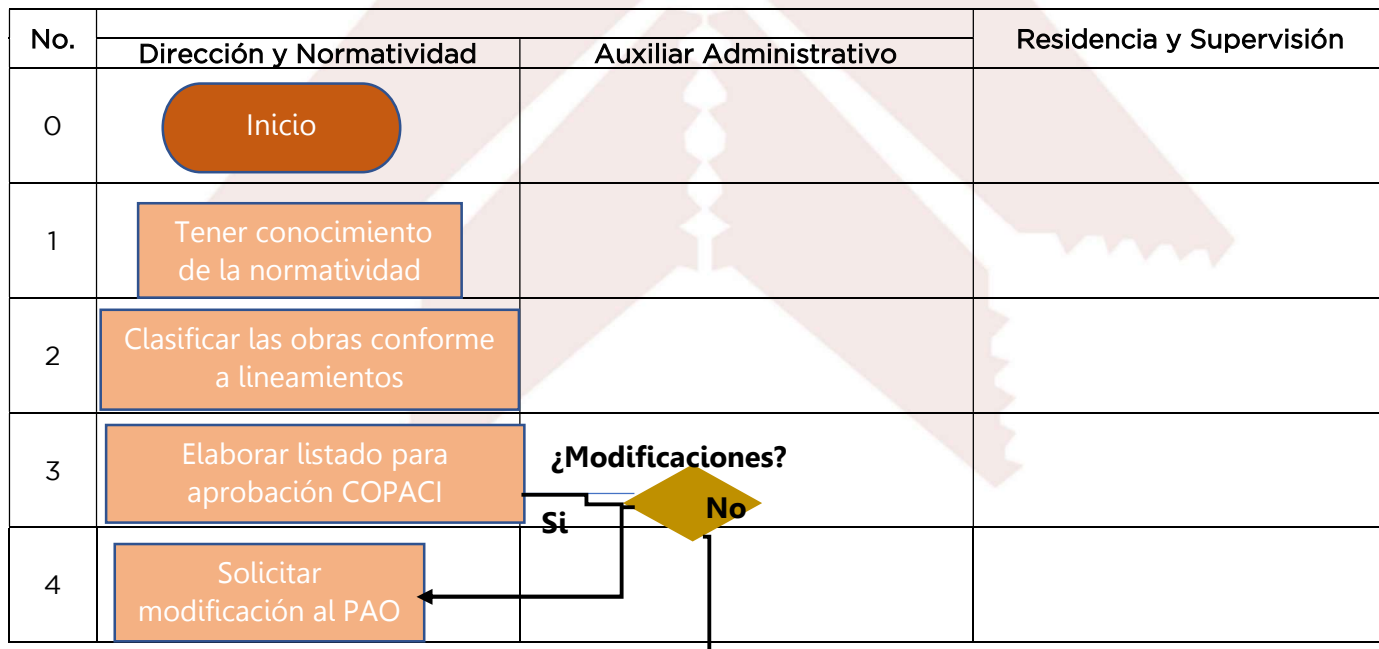 No.
Dirección y Normatividad
Auxiliar Administrativo
Residencia y Supervisión
0
Inicio
1
Tener conocimiento
de la normatividad
2
Clasificar las obras conforme
a lineamientos
3
Elaborar listado para
aprobación COPACI
¿Modificaciones?
No
Si
4
Solicitar
modificación al PAO